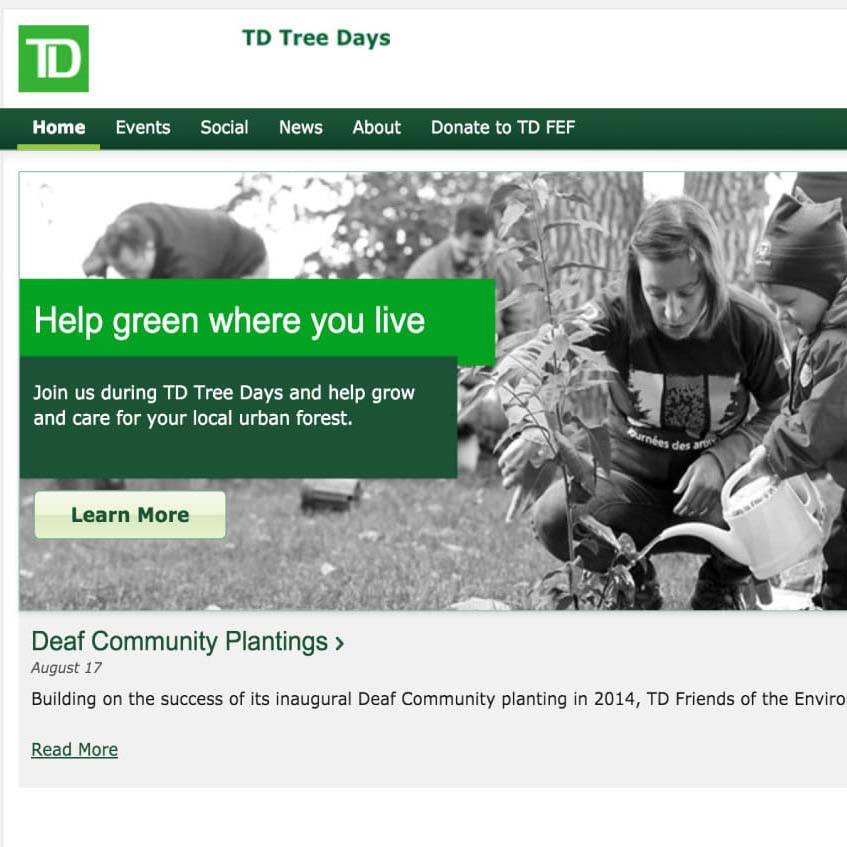 TD
TD Tree Days
Home Events Social News About Donate to TD FEF
Help green where you live
Join us during TD Tree Days and help grow
and care for your local urban forest.
Learn More
journées des arbres
Deaf Community Plantings ›
August 17
Building on the success of its inaugural Deaf Community planting in 2014, TD Friends of the Enviro
Read More